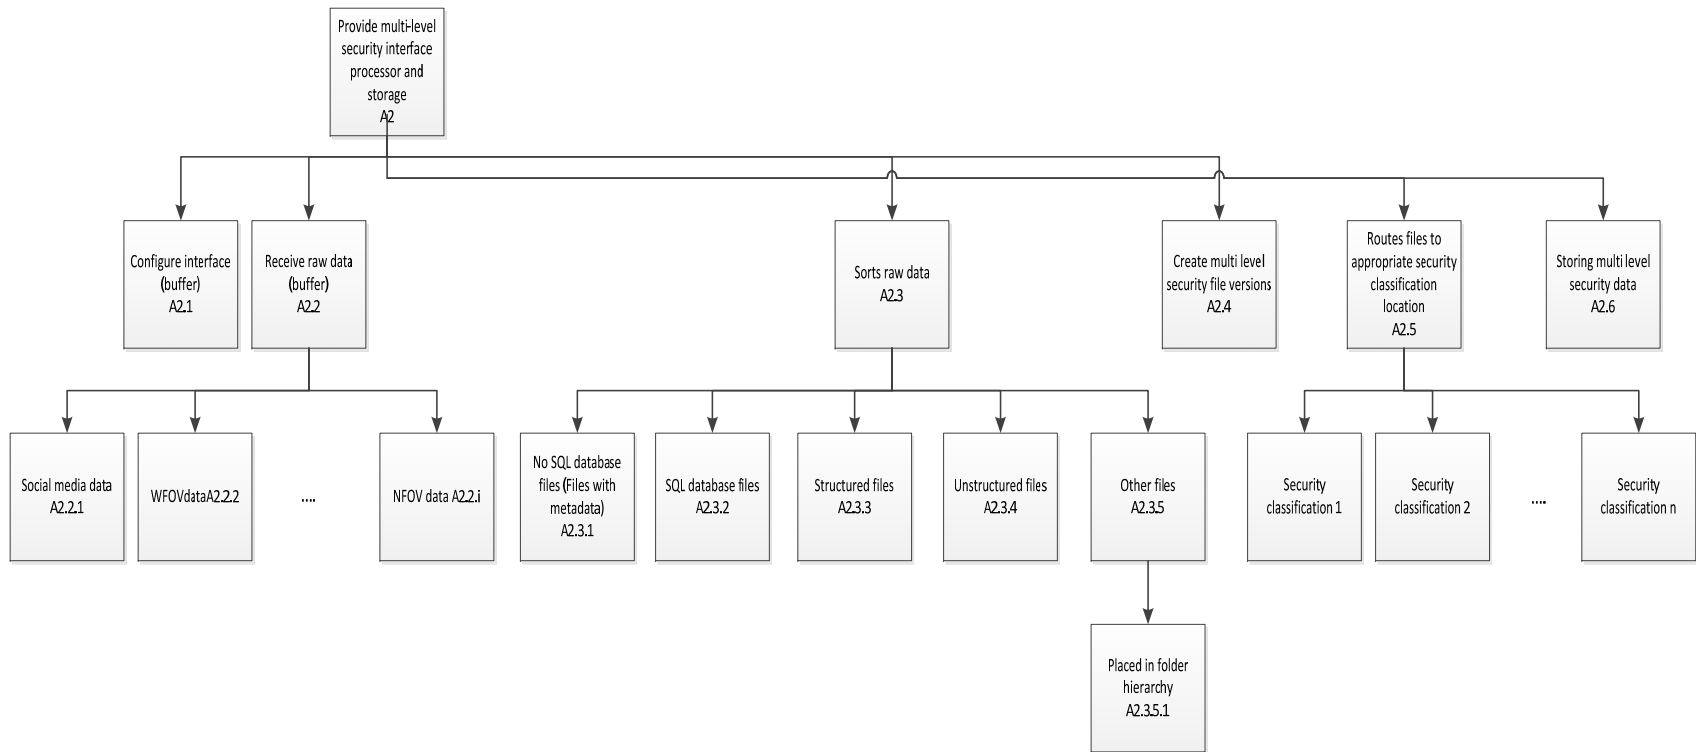 Provide multi-level
security interface
processor and
storage
A2
Configure interface
(buffer)
A2.1
Receive raw data
(buffer)
A2.2
Sorts raw data
A2.3
Create multi level
security file versions
A2.4
Routes files to
appropriate security
classification
location
A2.5
Storing multi level
security data
A2.6
Social media data
A2.2.1
WFOVdataA2.2.2
....
NFOV data A2.2.i
No SQL database
files (Files with
metadata)
A2.3.1
SQL database files
A2.3.2
Structured files
A2.3.3
Unstructured files
A2.3.4
Other files
A2.3.5
Security
classification 1
Security
classification 2
....
Security
classification n
Placed in folder
hierarchy
A2.3.5.1